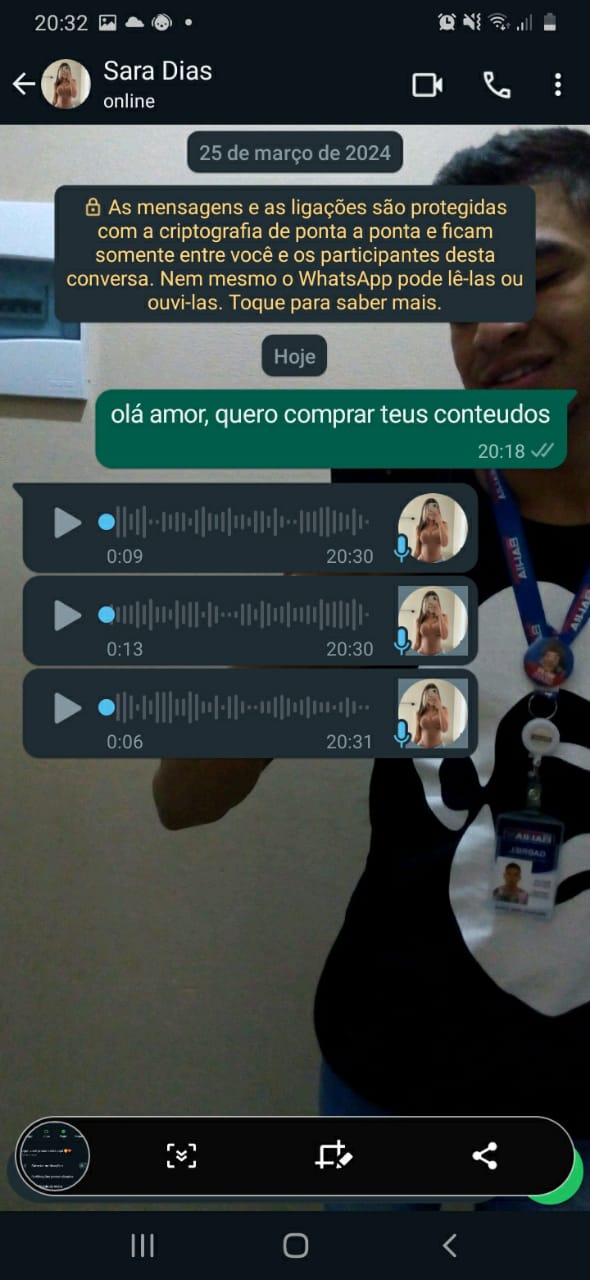 20:32
Sara Dias
online
25 de março de 2024
As mensagens e as ligações são protegidas
com a criptografia de ponta a ponta e ficam
somente entre você e os participantes desta
conversa. Nem mesmo o WhatsApp pode lê-las ou
ouvi-las. Toque para saber mais.
Hoje
olá amor, quero comprar teus conteudos
20:18
0:09 20:30
0:13 20:30
0:06 20:31
BAHIA
GABRIEL